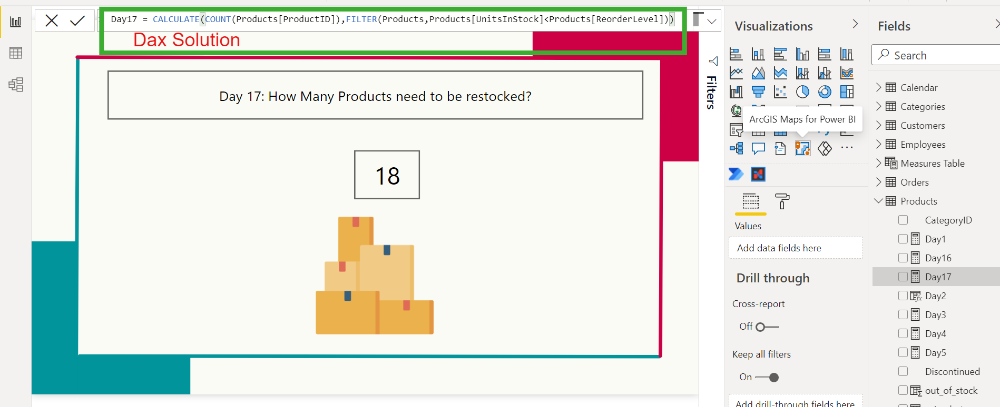 Day17 = CALCULATE(COUNT(Products[ProductID]),FILTER(Products,Products[UnitsInStock]<Products[ReorderLevel]))
Dax Solution
Day 17: How Many Products need to be restocked?
18
Filters
Visualizations
ArcGIS Maps for Power BI
Values
Add data fields here
Drill through
Cross-report
Off
Keep all filters
On
Add drill-through fields here
Fields
Search
Calendar
Categories
Customers
Employees
Measures Table
Orders
Products
CategoryID
Day1
Day16
Day17
Day2
Day3
Day4
Day5
Discontinued
out_of_stock